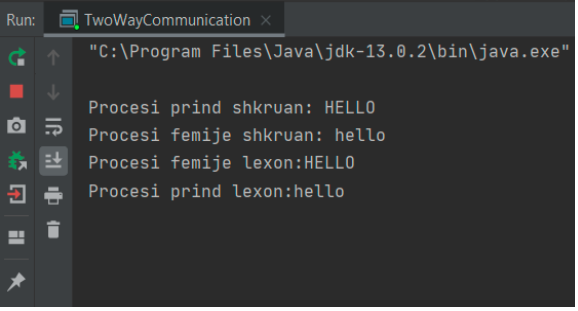 Run: TwoWayCommunication
"C:\Program Files\Java\jdk-13.0.2\bin\java.exe"
Procesi prind shkruan: HELLO
Procesi femije shkruan: hello
Procesi femije lexon:HELLO
Procesi prind lexon:hello